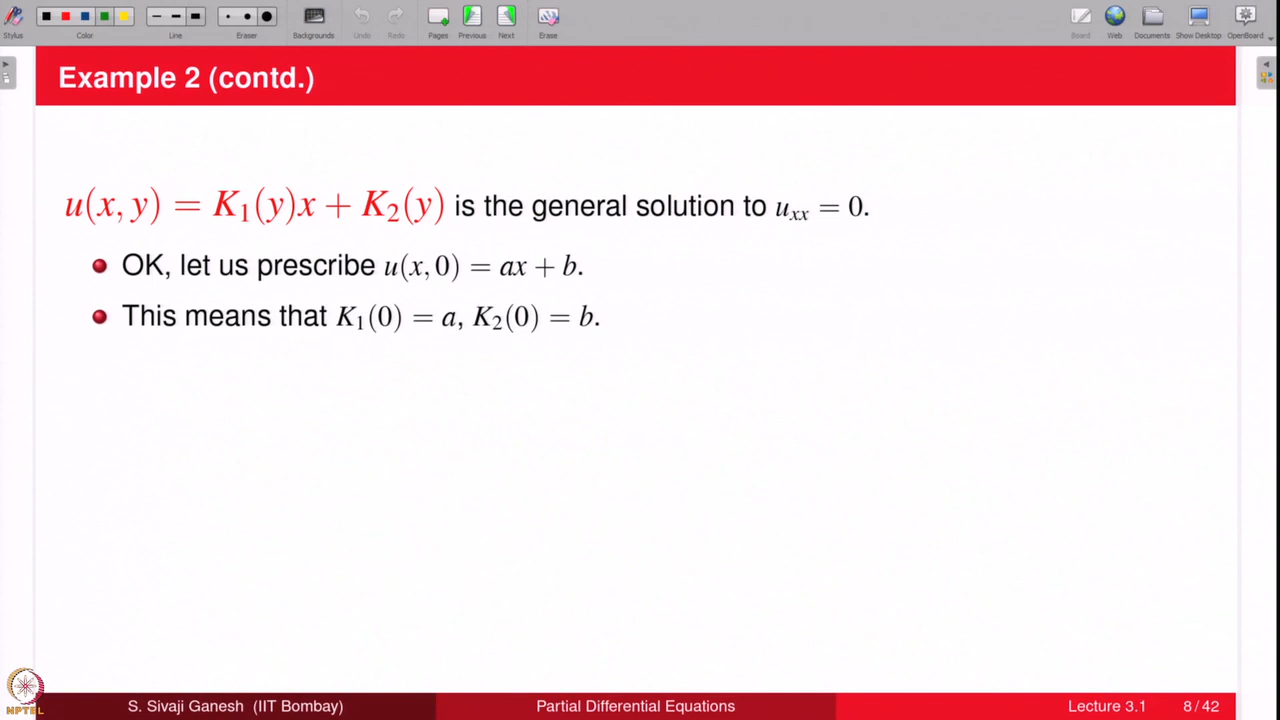 Stylus
Color
Line
Eraser
Backgrounds
Undo
Redo
Pages
Previous
Next
Erase
Board
Web
Documents
Show Desktop
OpenBoard
Example 2 (contd.)
u(x, y) = K₁(y)x + K₂(y) is the general solution to uₓₓ = 0.
OK, let us prescribe u(x, 0) = ax + b.
This means that K₁(0) = a, K₂(0) = b.
NPTEL
S. Sivaji Ganesh (IIT Bombay)
Partial Differential Equations
Lecture 3.1
8 / 42